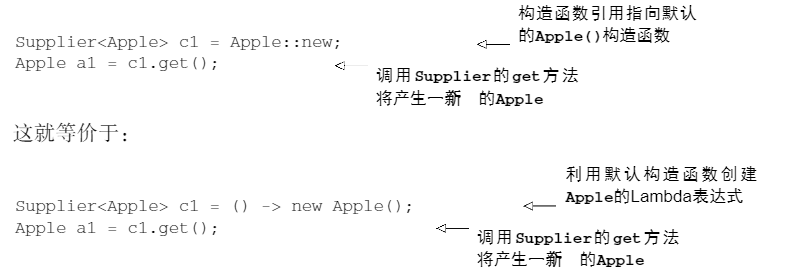 构造函数引用指向默认
的Apple()构造函数
Supplier<Apple> c1 = Apple::new;
Apple a1 = c1.get();
调用Supplier的get方法
将产生一新 的Apple
这就等价于：
利用默认构造函数创建
Apple的Lambda表达式
Supplier<Apple> c1 = () -> new Apple();
Apple a1 = c1.get();
调用Supplier的get方法
将产生一新 的Apple